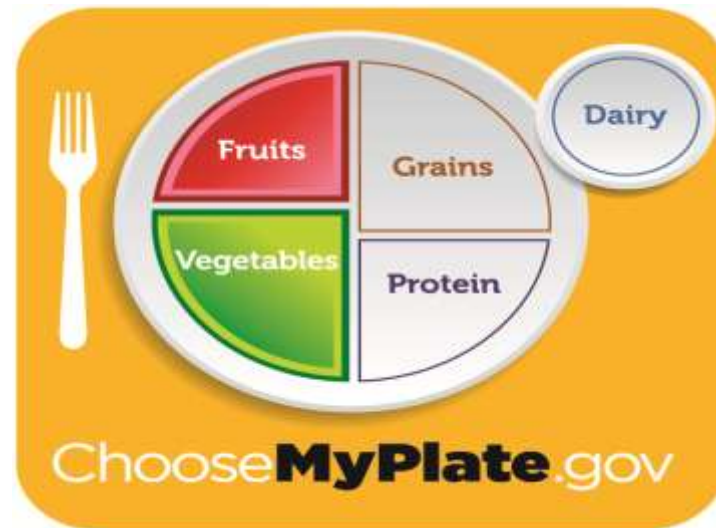 Fruits
Grains
Dairy
Vegetables
Protein
ChooseMyPlate.gov